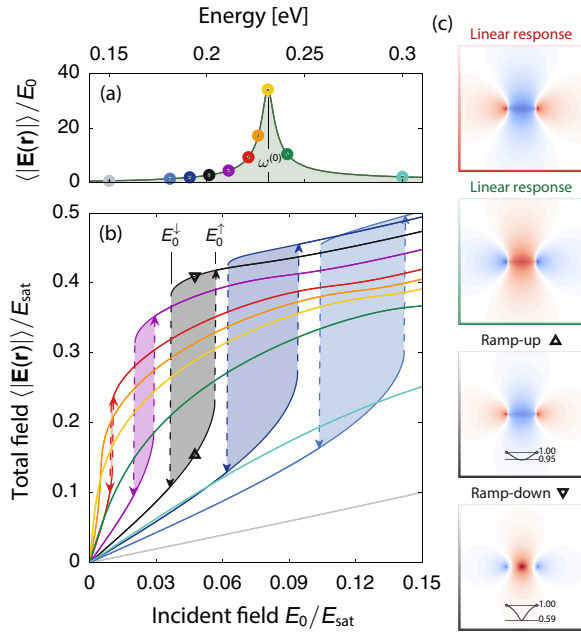 Energy [eV]
0.15
0.2
0.25
0.3
(c)
Linear response
⟨|E(r)|⟩/E₀
40
20
0
(a)
ω⁽⁰⁾
Linear response
Total field ⟨|E(r)|⟩/E_sat
0.5
0.4
0.3
0.2
0.1
0
(b)
E₀↓
E₀↑
Ramp-up
1.00
0.95
Ramp-down
1.00
0.59
0
0.03
0.06
0.09
0.12
0.15
Incident field E₀/E_sat